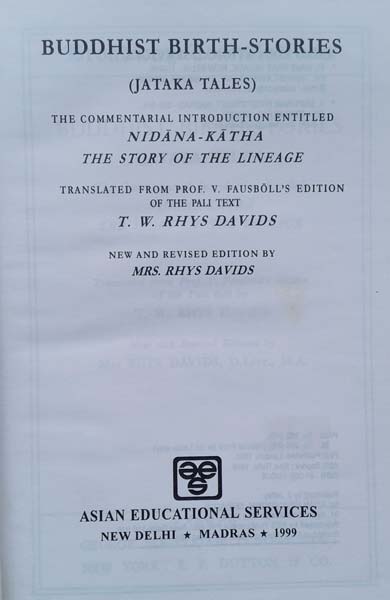 BUDDHIST BIRTH-STORIES
(JATAKA TALES)
THE COMMENTARIAL INTRODUCTION ENTITLED
NIDĀNA-KĀTHA
THE STORY OF THE LINEAGE
TRANSLATED FROM PROF. V. FAUSBÖLL'S EDITION
OF THE PALI TEXT
T. W. RHYS DAVIDS
NEW AND REVISED EDITION BY
MRS. RHYS DAVIDS
aes
ASIAN EDUCATIONAL SERVICES
NEW DELHI ★ MADRAS ★ 1999